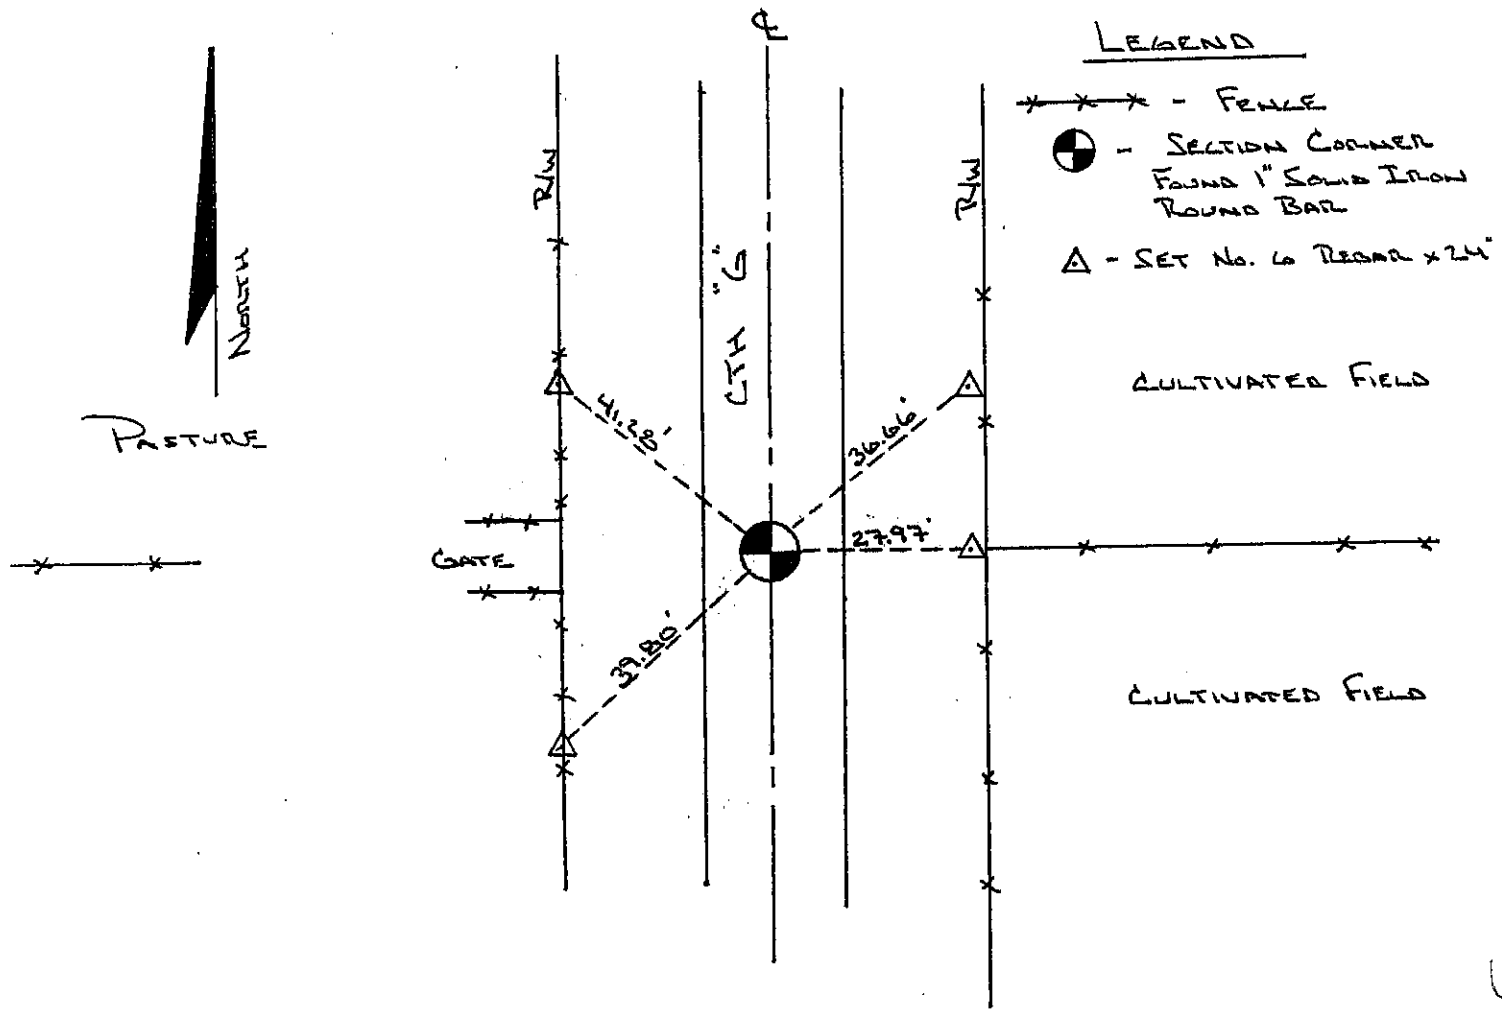 ℄
LEGEND
- FENCE
- SECTION CORNER
FOUND 1" SOLID IRON
ROUND BAR
- SET NO. 6 REBAR x 24"
R/W
R/W
NORTH
CTH "G"
PASTURE
CULTIVATED FIELD
41.28'
36.66'
27.97'
GATE
39.80'
CULTIVATED FIELD